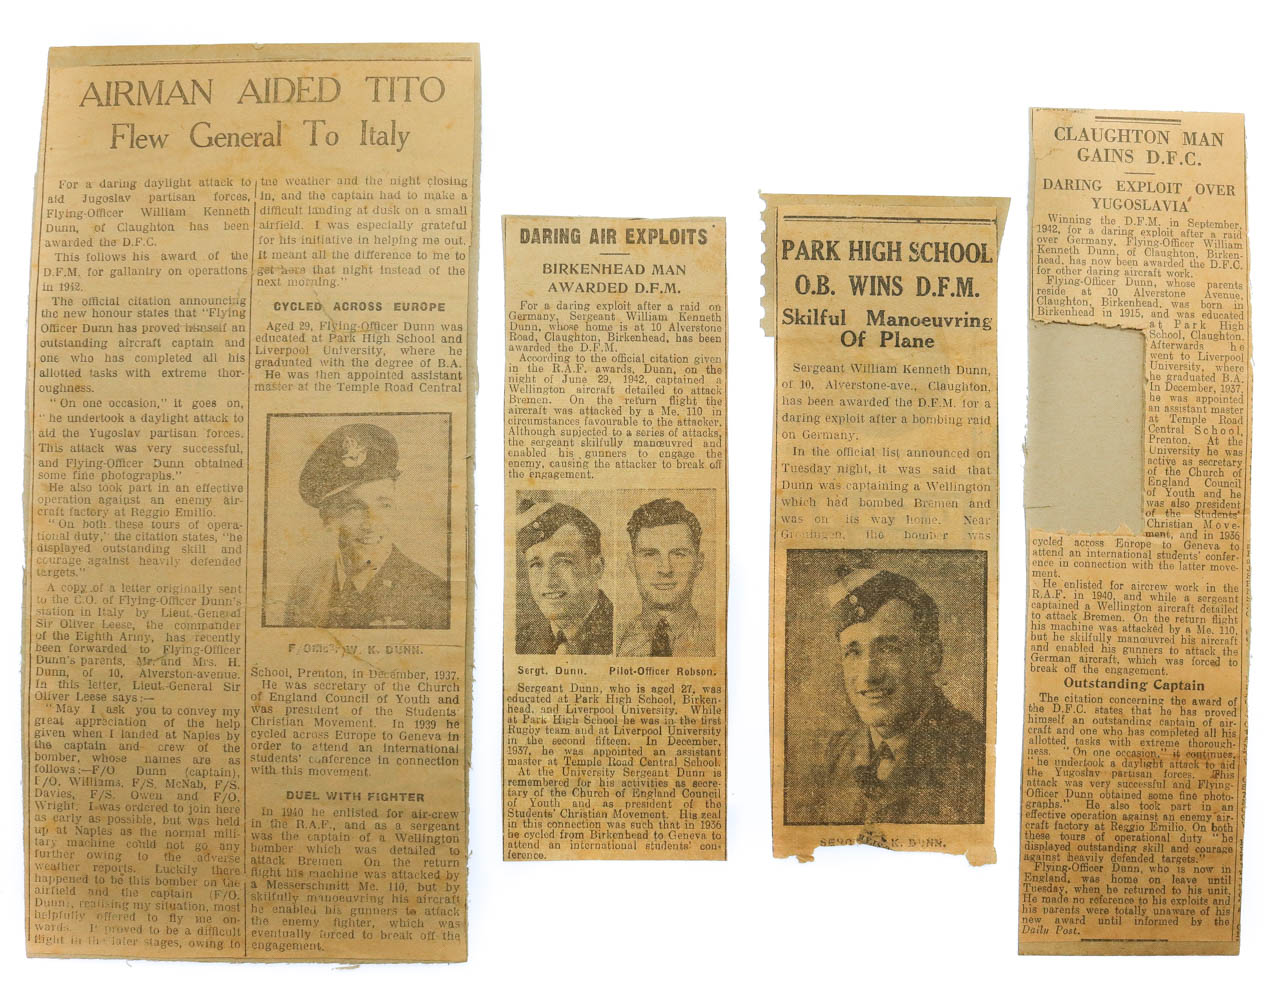 AIRMAN AIDED TITO
Flew General To Italy
For a daring daylight attack to
aid Jugoslav partisan forces,
Flying-Officer William Kenneth
Dunn, of Claughton has been
awarded the D.F.C.
This follows his award of the
D.F.M. for gallantry on operations
in 1942.
The official citation announcing
the new honour states that "Flying
Officer Dunn has proved himself an
outstanding aircraft captain and
one who has completed all his
allotted tasks with extreme thor-
oughness.
"On one occasion," it goes on,
"he undertook a daylight attack to
aid the Yugoslav partisan forces.
This attack was very successful,
and Flying-Officer Dunn obtained
some fine photographs."
He also took part in an effective
operation against an enemy air-
craft factory at Reggio Emilio.
"On both these tours of opera-
tional duty,' the citation states, "he
displayed outstanding skill and
courage against heavily defended
targets."
A copy of a letter originally sent
to the C.O. of Flying-Officer Dunn's
station in Italy by Lieut.-General
Sir Oliver Leese, the commander
of the Eighth Army, has recently
been forwarded to Flying-Officer
Dunn's parents, Mr. and Mrs. H.
Dunn, of 10, Alverston-avenue.
In this letter, Lieut.-General Sir
Oliver Leese says:—
"May I ask you to convey my
great appreciation of the help
given when I landed at Naples by
the captain and crew of the
bomber, whose names are as
follows:—F/O Dunn (captain),
F/O. Williams, F/S. McNab, F/S.
Davies, F/S. Owen and F/O.
Wright. I was ordered to join here
as early as possible, but was held
up at Naples as the normal mili-
tary machine could not go any
further owing to the adverse
weather reports. Luckily there
happened to be this bomber on the
airfield and the captain (F/O.
Dunn), realising my situation, most
helpfully offered to fly me on-
wards. It proved to be a difficult
flight in the later stages, owing to
the weather and the night closing
in, and the captain had to make a
difficult landing at dusk on a small
airfield. I was especially grateful
for his initiative in helping me out.
It meant all the difference to me to
get here that night instead of the
next morning."
CYCLED ACROSS EUROPE
Aged 29, Flying-Officer Dunn was
educated at Park High School and
Liverpool University, where he
graduated with the degree of B.A.
He was then appointed assistant
master at the Temple Road Central
F/Officer W. K. DUNN.
School, Prenton, in December, 1937.
He was secretary of the Church
of England Council of Youth and
was president of the Students'
Christian Movement. In 1939 he
cycled across Europe to Geneva in
order to attend an international
students' conference in connection
with this movement.
DUEL WITH FIGHTER
In 1940 he enlisted for air-crew
in the R.A.F., and as a sergeant
was the captain of a Wellington
bomber which was detailed to
attack Bremen On the return
flight his machine was attacked by
a Messerschmitt Me. 110, but by
skilfully manoeuvring his aircraft
he enabled his gunners to attack
the enemy fighter, which was
eventually forced to break off the
engagement.
DARING AIR EXPLOITS
BIRKENHEAD MAN
AWARDED D.F.M.
For a daring exploit after a raid on
Germany, Sergeant William Kenneth
Dunn, whose home is at 10 Alverstone
Road, Claughton, Birkenhead, has been
awarded the D.F.M.
According to the official citation given
in the R.A.F. awards, Dunn, on the
night of June 29, 1942, captained a
Wellington aircraft detailed to attack
Bremen. On the return flight the
aircraft was attacked by a Me. 110 in
circumstances favourable to the attacker.
Although supjected to a series of attacks,
the sergeant skilfully manœuvred and
enabled his gunners to engage the
enemy, causing the attacker to break off
the engagement.
Sergt. Dunn. Pilot-Officer Robson.
Sergeant Dunn, who is aged 27, was
educated at Park High School, Birken-
head, and Liverpool University. While
at Park High School he was in the first
Rugby team and at Liverpool University
in the second fifteen. In December,
1937, he was appointed an assistant
master at Temple Road Central School.
At the University Sergeant Dunn is
remembered for his activities as secre-
tary of the Church of England Council
of Youth and as president of the
Students' Christian Movement. His zeal
in this connection was such that in 1936
he cycled from Birkenhead to Geneva to
attend an international students' con-
ference.
PARK HIGH SCHOOL
O.B. WINS D.F.M.
Skilful Manoeuvring
Of Plane
Sergeant William Kenneth Dunn,
of 10, Alverstone-ave., Claughton,
has been awarded the D.F.M. for a
daring exploit after a bombing raid
on Germany.
In the official list announced on
Tuesday night, it was said that
Dunn was captaining a Wellington
which had bombed Bremen and
was on its way home. Near
Groningen, the bomber was
K. DUNN.
CLAUGHTON MAN
GAINS D.F.C.
DARING EXPLOIT OVER
YUGOSLAVIA
Winning the D.F.M. in September,
1942, for a daring exploit after a raid
over Germany, Flying-Officer William
Kenneth Dunn, of Claughton, Birken-
head, has now been awarded the D.F.C.
for other daring aircraft work.
Flying-Officer Dunn, whose parents
reside at 10 Alverstone Avenue,
Claughton, Birkenhead, was born in
Birkenhead in 1915, and was educated
at Park High
School, Claughton.
Afterwards he
went to Liverpool
University, where
he graduated B.A.
In December, 1937,
he was appointed
an assistant master
at Temple Road
Central School,
Prenton. At the
University he was
active as secretary
of the Church of
England Council
of Youth and he
was also president
of the Students'
Christian Move-
ment, and in 1936
cycled across Europe to Geneva to
attend an international students' confer-
ence in connection with the latter move-
ment.
He enlisted for aircrew work in the
R.A.F. in 1940, and while a sergeant
captained a Wellington aircraft detailed
to attack Bremen. On the return flight
his machine was attacked by a Me. 110,
but he skilfully manœuvred his aircraft
and enabled his gunners to attack the
German aircraft, which was forced to
break off the engagement.
Outstanding Captain
The citation concerning the award of
the D.F.C. states that he has proved
himself an outstanding captain of air-
craft and one who has completed all his
allotted tasks with extreme thorough-
ness. "On one occasion," it continues,
"he undertook a daylight attack to aid
the Yugoslav partisan forces. This
attack was very successful and Flying-
Officer Dunn obtained some fine photo-
graphs." He also took part in an
effective operation against an enemy air-
craft factory at Reggio Emilio. On both
these tours of operational duty "he
displayed outstanding skill and courage
against heavily defended targets."
Flying-Officer Dunn, who is now in
England, was home on leave until
Tuesday, when he returned to his unit.
He made no reference to his exploits and
his parents were totally unaware of his
new award until informed by the
Daily Post.